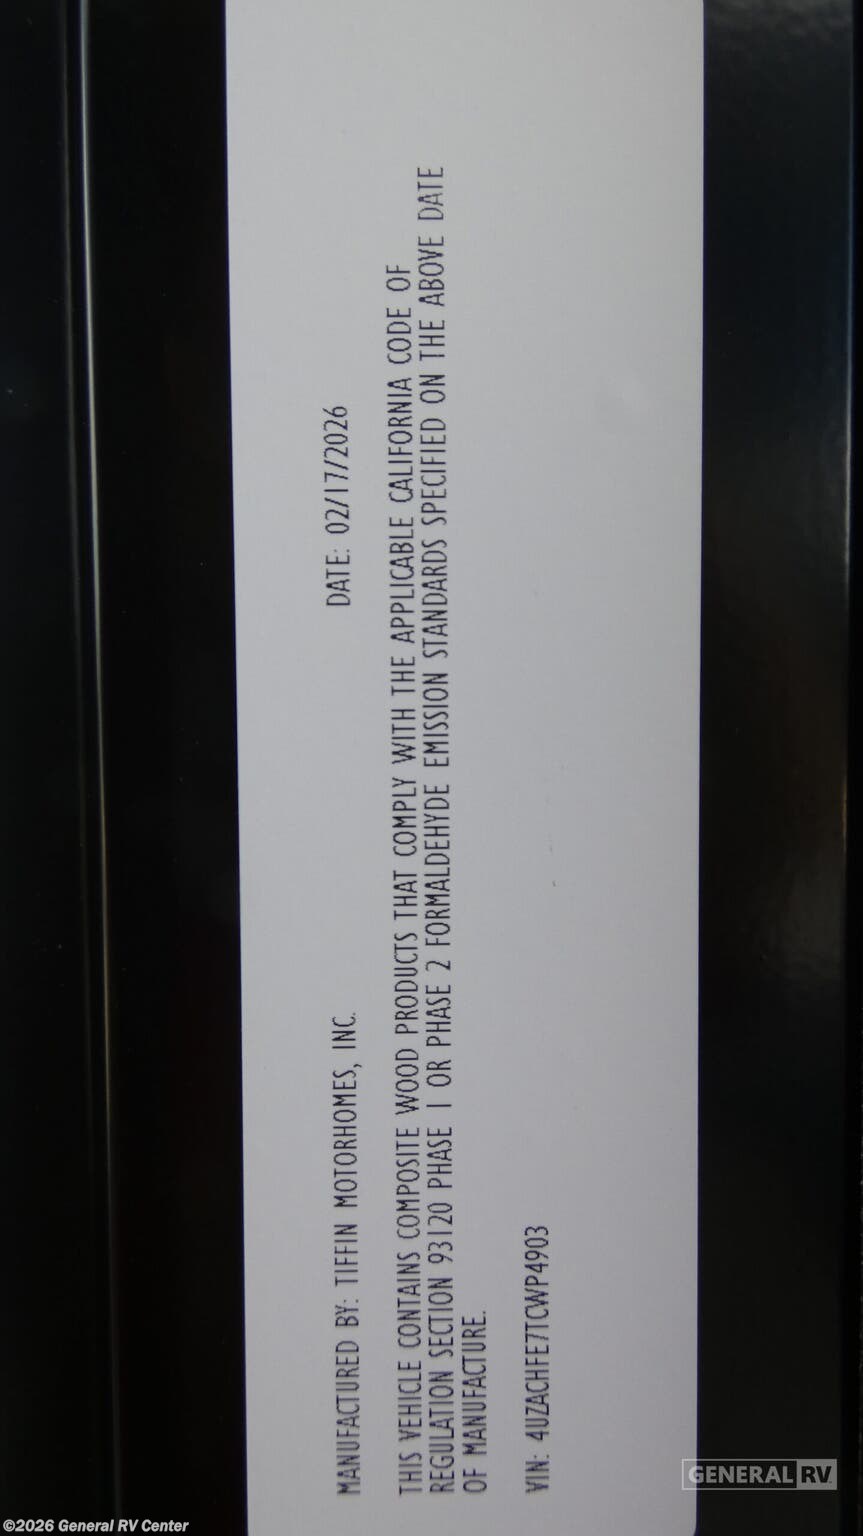 MANUFACTURED BY: TIFFIN MOTORHOMES, INC. DATE: 02/17/2026
THIS VEHICLE CONTAINS COMPOSITE WOOD PRODUCTS THAT COMPLY WITH THE APPLICABLE CALIFORNIA CODE OF
REGULATION SECTION 93120 PHASE 1 OR PHASE 2 FORMALDEHYDE EMISSION STANDARDS SPECIFIED ON THE ABOVE DATE
OF MANUFACTURE.
VIN: 4UZACHFE7TCWP4903
GENERAL RV
©2026 General RV Center